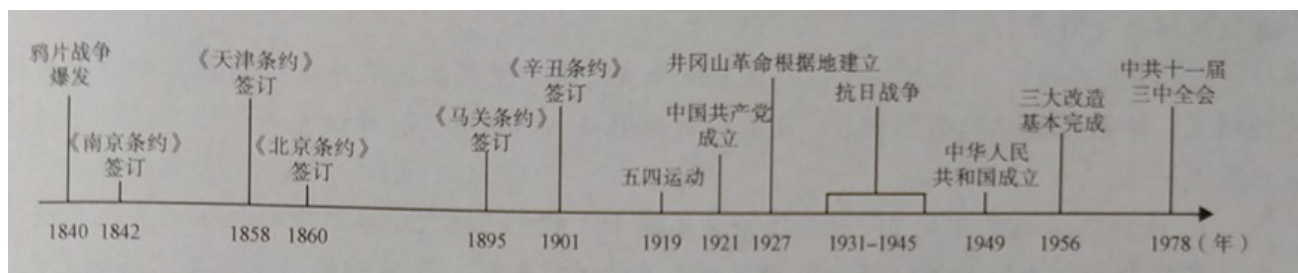 鸦片战争
爆发
《南京条约》
签订
《天津条约》
签订
《北京条约》
签订
《马关条约》
签订
《辛丑条约》
签订
五四运动
中国共产党
成立
井冈山革命根据地建立
抗日战争
中华人民
共和国成立
三大改造
基本完成
中共十一届
三中全会
1840 1842 1858 1860 1895 1901 1919 1921 1927 1931-1945 1949 1956 1978(年)